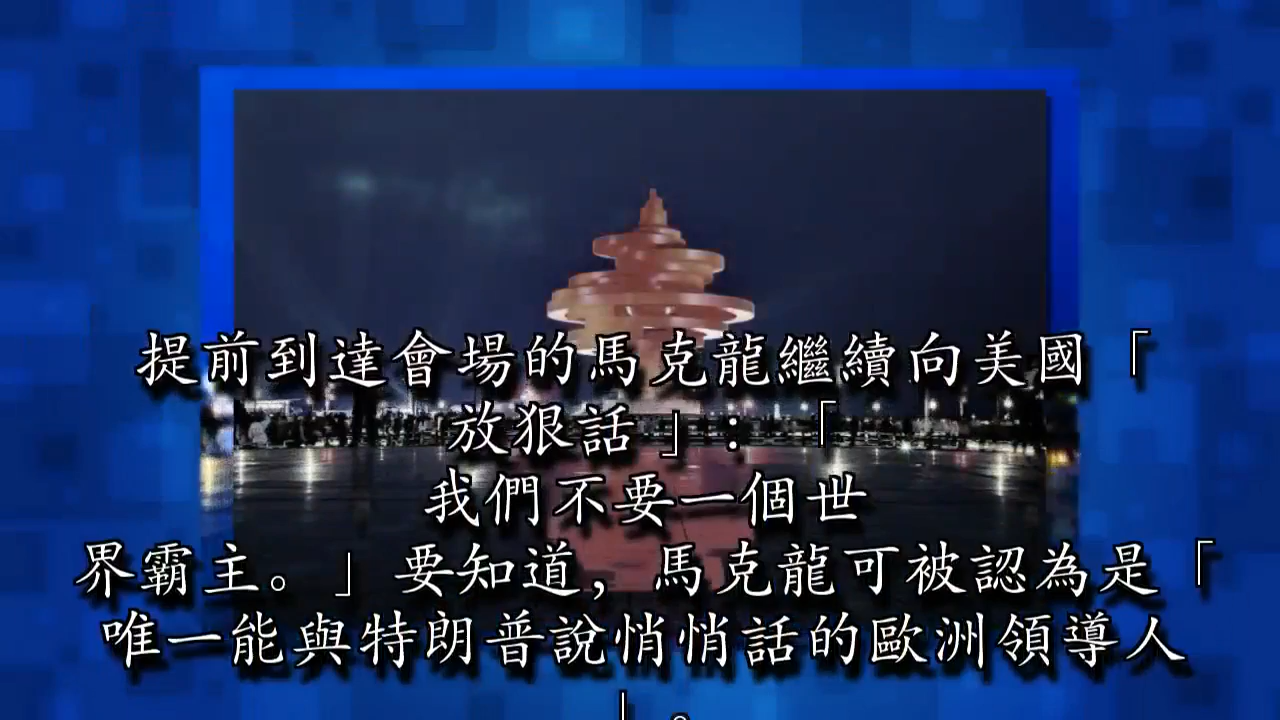 提前到達會場的馬克龍繼續向美國「
放狠話」：「
我們不要一個世
界霸主。」要知道，馬克龍可被認為是「
唯一能與特朗普說悄悄話的歐洲領導人
」。